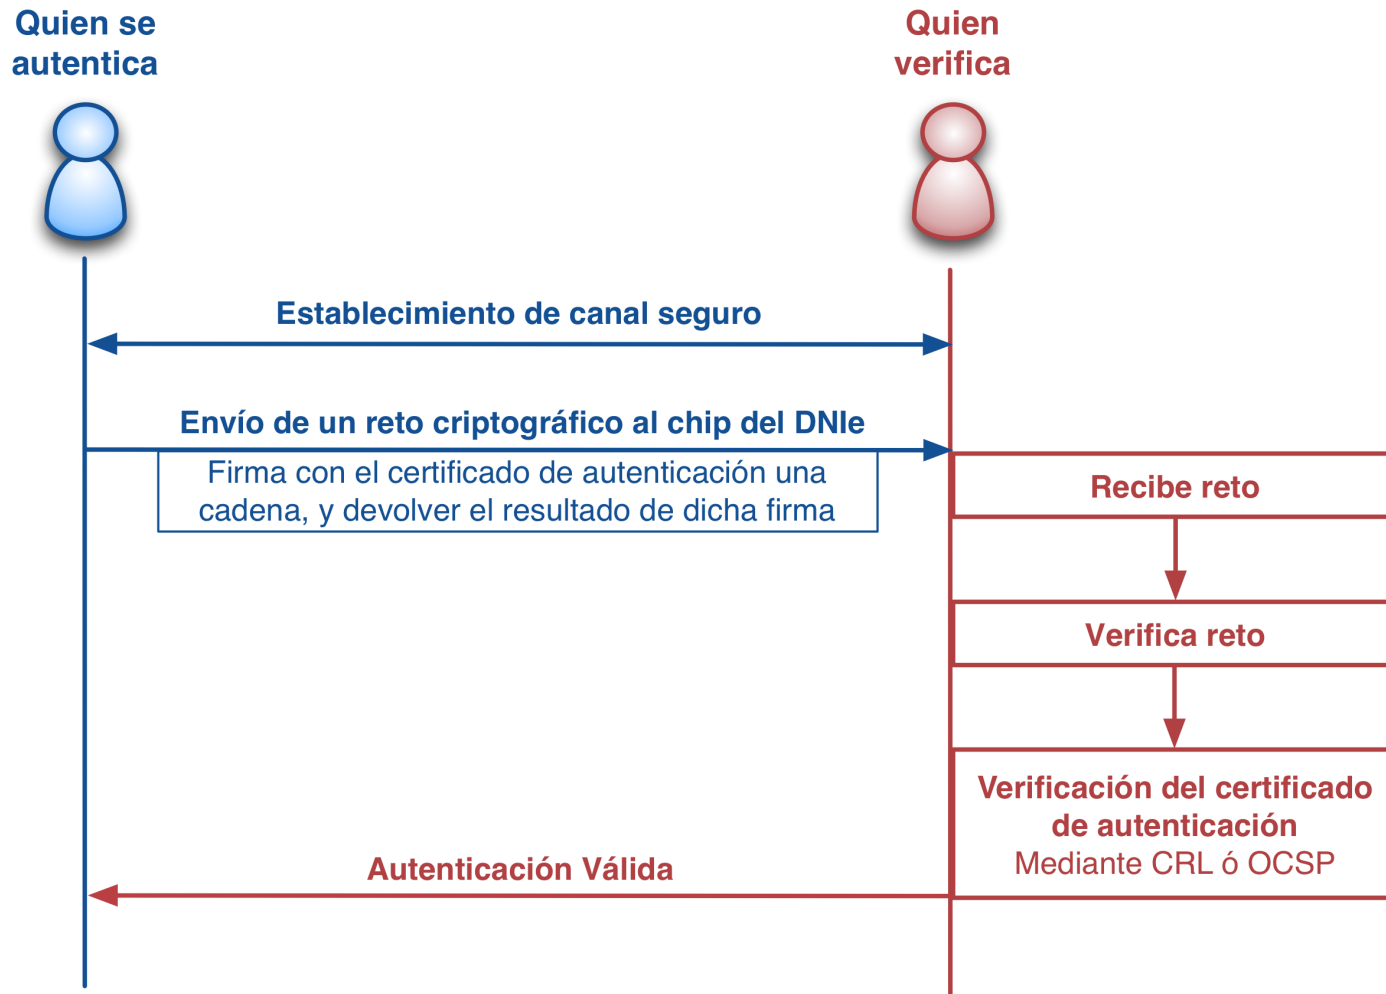 Quien se
autentica
Quien
verifica
Establecimiento de canal seguro
Envío de un reto criptográfico al chip del DNIe
Firma con el certificado de autenticación una
cadena, y devolver el resultado de dicha firma
Recibe reto
Verifica reto
Verificación del certificado
de autenticación
Mediante CRL ó OCSP
Autenticación Válida